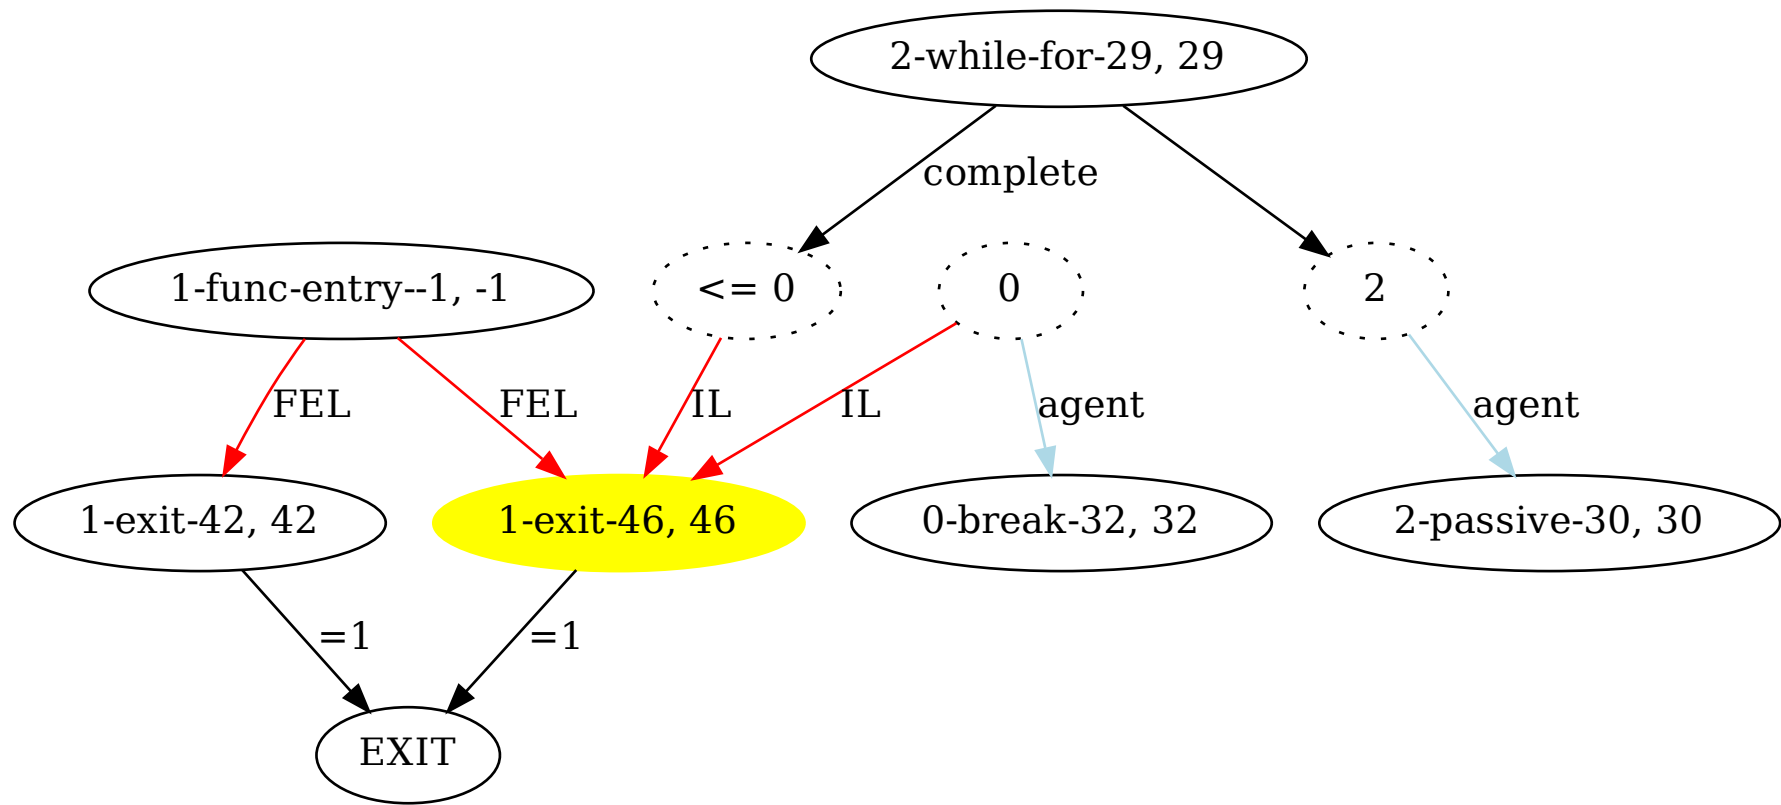 2-while-for-29, 29
complete
1-func-entry--1, -1
<= 0
0
2
FEL
FEL
IL
IL
agent
agent
1-exit-42, 42
1-exit-46, 46
0-break-32, 32
2-passive-30, 30
=1
=1
EXIT